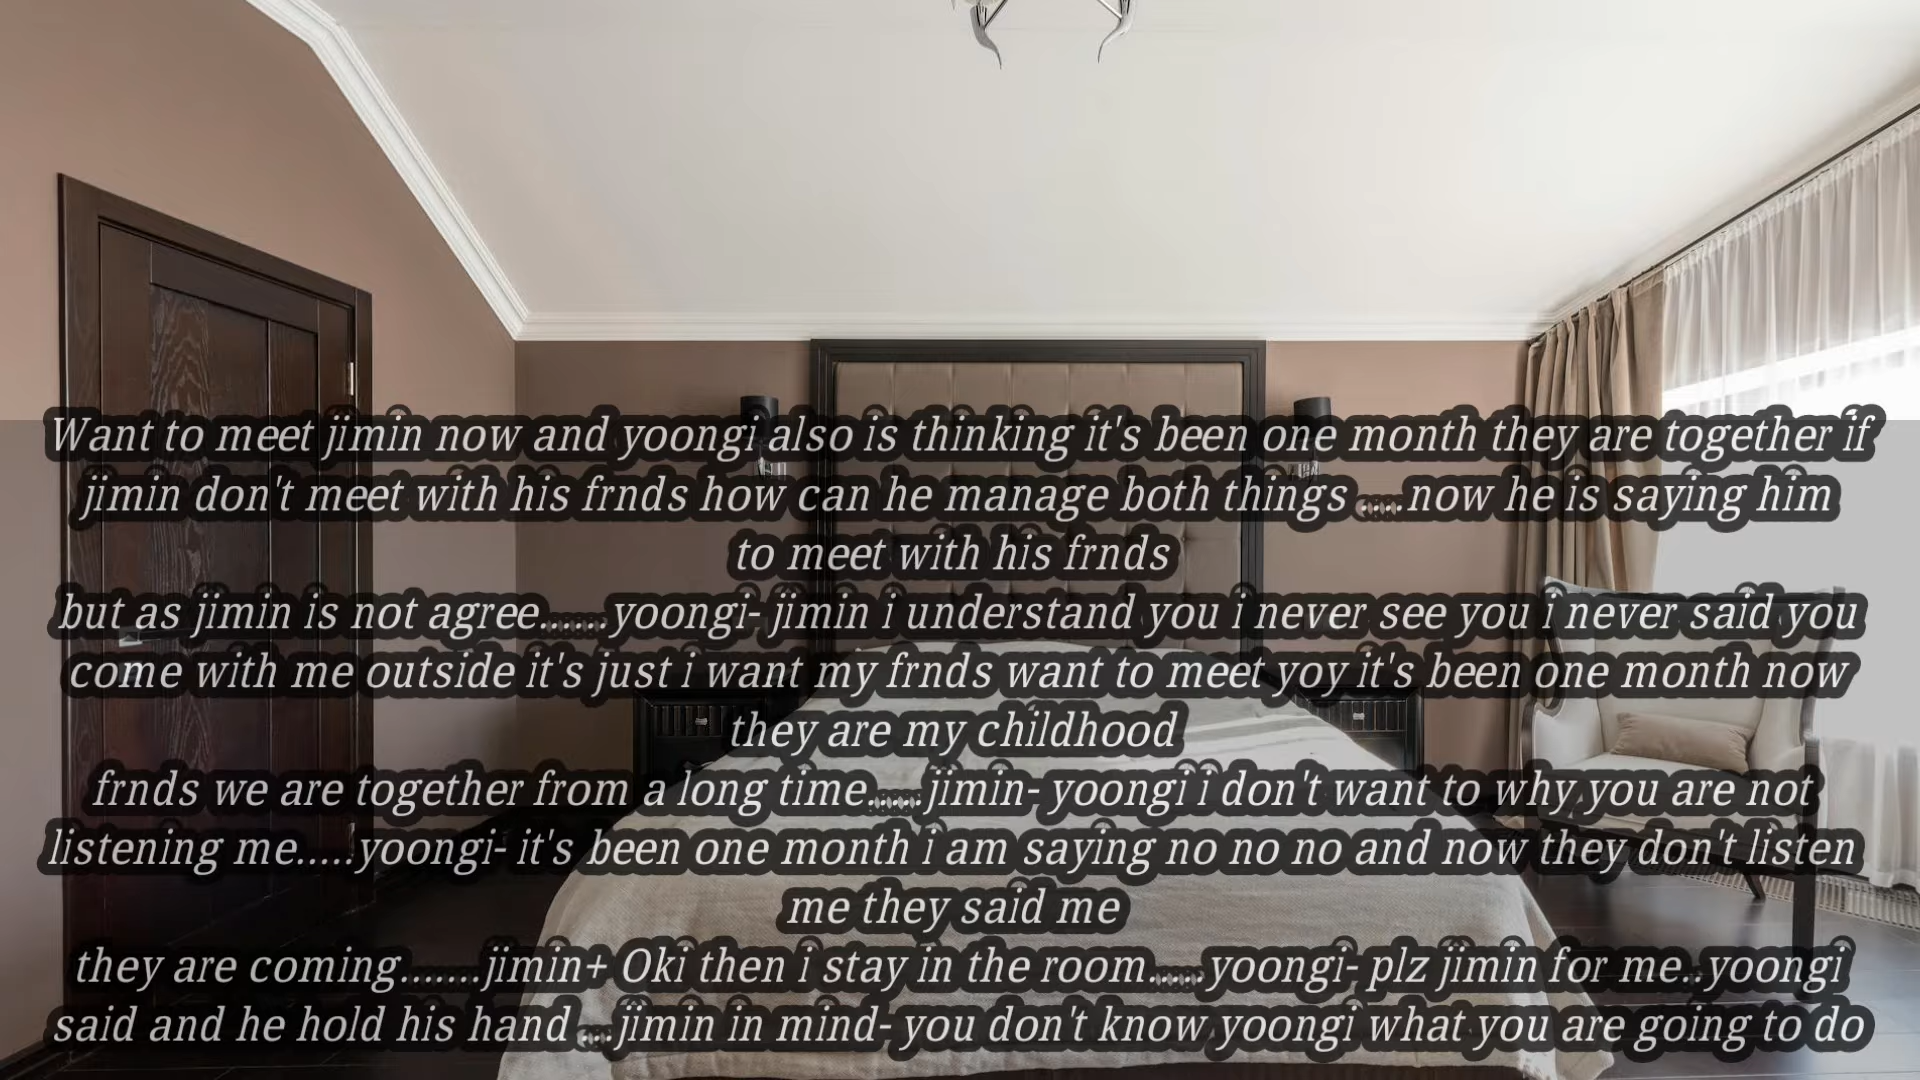 Want to meet jimin now and yoongi also is thinking it's been one month they are together if
jimin don't meet with his frnds how can he manage both things .....now he is saying him
to meet with his frnds
but as jimin is not agree.......yoongi- jimin i understand you i never see you i never said you
come with me outside it's just i want my frnds want to meet yoy it's been one month now
they are my childhood
frnds we are together from a long time......jimin- yoongi i don't want to why you are not
listening me.....yoongi- it's been one month i am saying no no no and now they don't listen
me they said me
they are coming........jimin+ Oki then i stay in the room......yoongi- plz jimin for me..yoongi
said and he hold his hand ....jimin in mind- you don't know yoongi what you are going to do